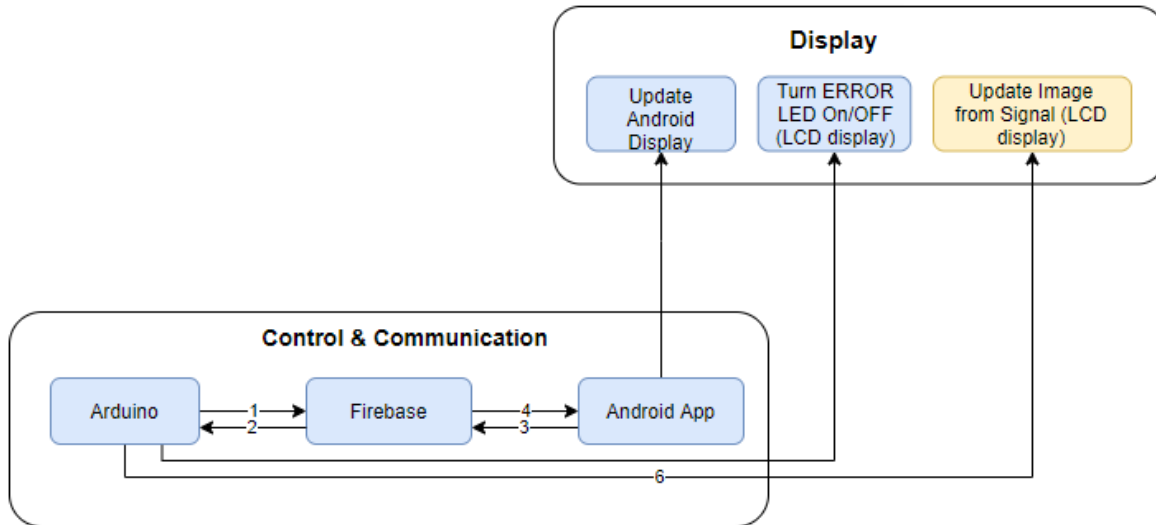 Display
Update
Android
Display
Turn ERROR
LED On/OFF
(LCD display)
Update Image
from Signal (LCD
display)
Control & Communication
Arduino
1
2
Firebase
4
3
Android App
6